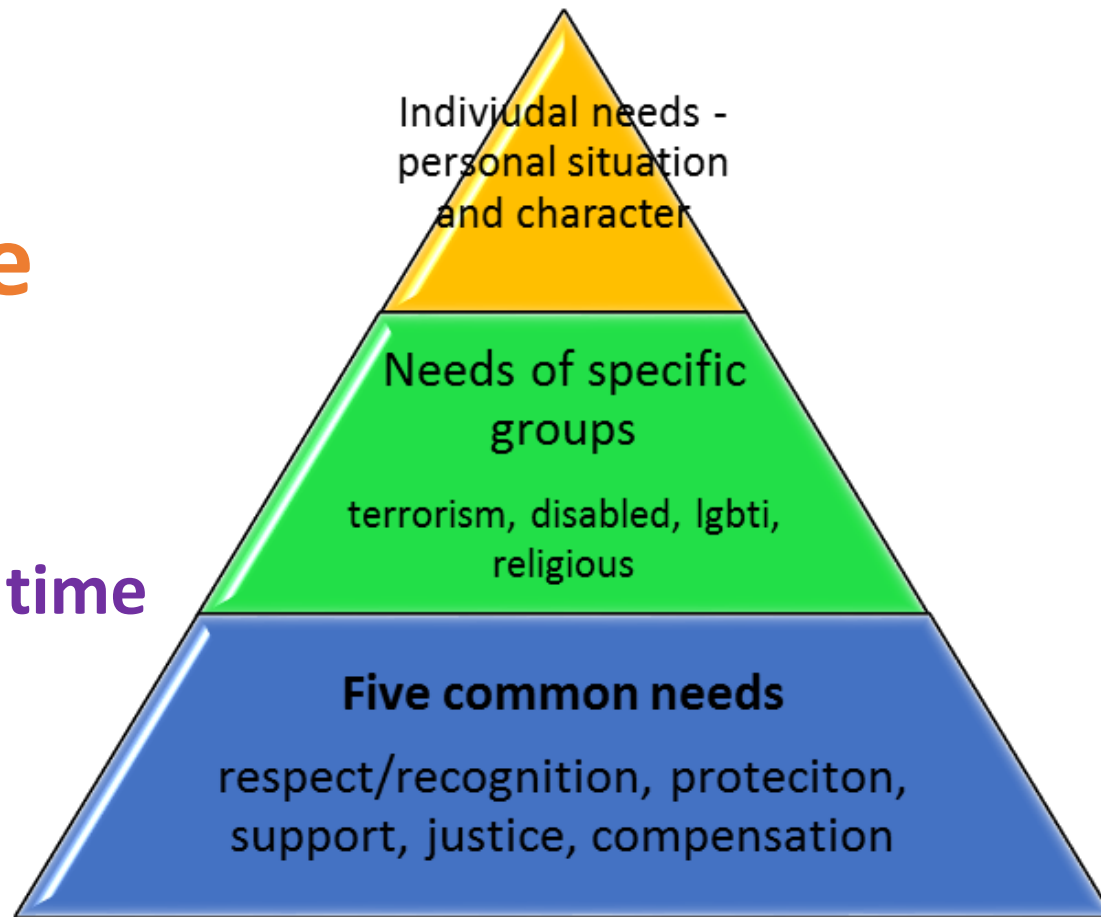 Indiviudal needs -
personal situation
and character
e
Needs of specific
groups
terrorism, disabled, lgbti,
religious
time
Five common needs
respect/recognition, proteciton,
support, justice, compensation